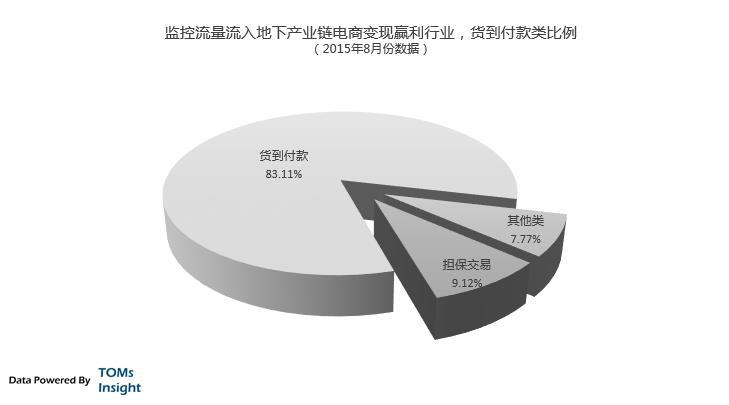 监控流量流入地下产业链电商变现赢利行业，货到付款类比例
（2015年8月份数据）
货到付款
83.11%
其他类
7.77%
担保交易
9.12%
Data Powered By TOMs
Insight